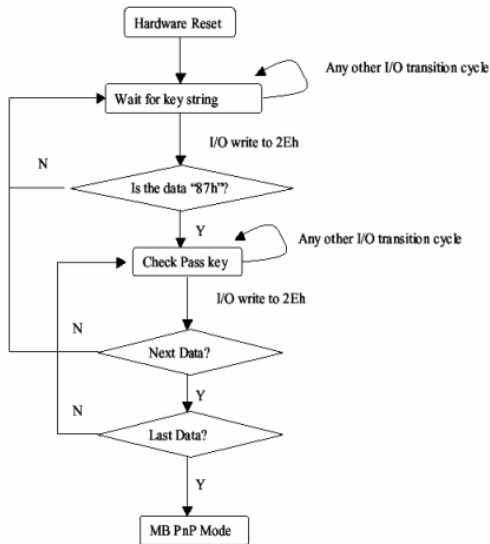 Hardware Reset
Any other I/O transition cycle
Wait for key string
I/O write to 2Eh
N
Is the data “87h”?
Y
Any other I/O transition cycle
Check Pass key
I/O write to 2Eh
N
Next Data?
Y
N
Last Data?
Y
MB PnP Mode